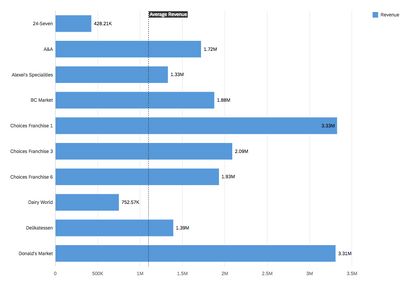 Average Revenue
Revenue
24-Seven 428.21K
A&A 1.72M
Alexei's Specialities 1.33M
BC Market 1.88M
Choices Franchise 1 3.33M
Choices Franchise 3 2.09M
Choices Franchise 6 1.93M
Dairy World 752.57K
Delikatessen 1.39M
Donald's Market 3.31M
0 500K 1M 1.5M 2M 2.5M 3M 3.5M